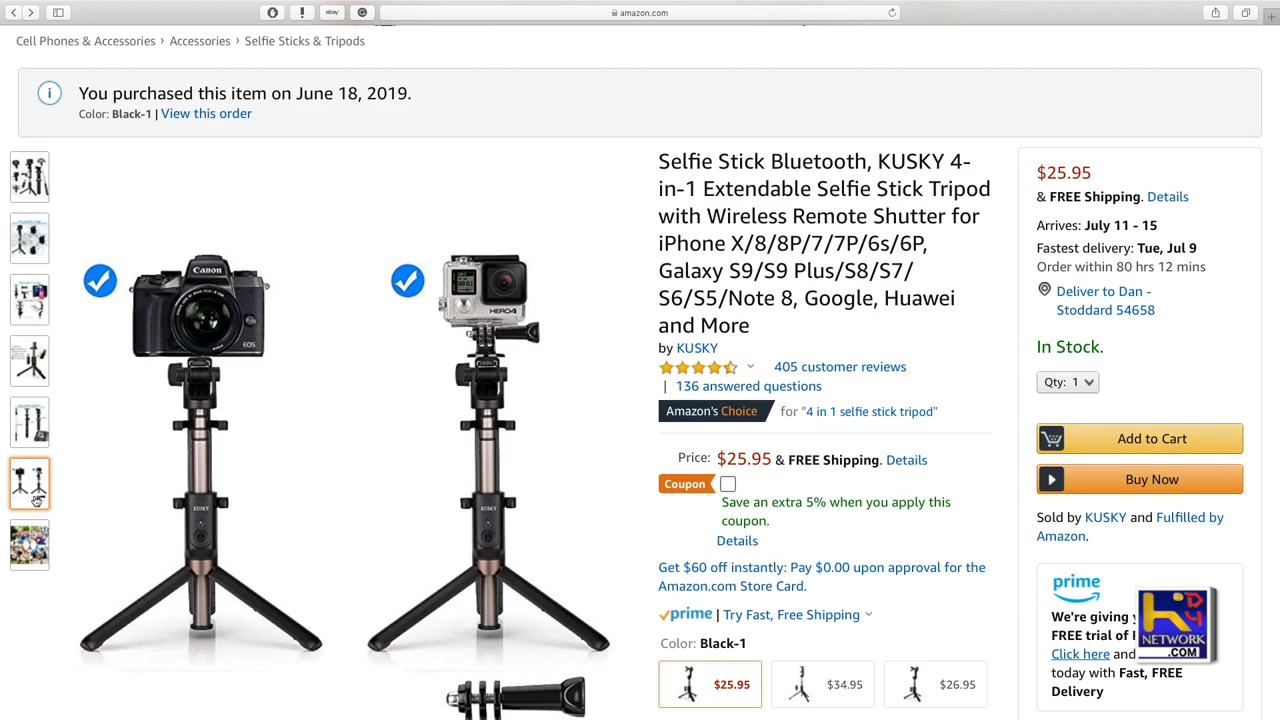 ebay
amazon.com
Cell Phones & Accessories › Accessories › Selfie Sticks & Tripods
You purchased this item on June 18, 2019.
Color: Black-1 | View this order
Canon
EOS
HERO4
KUSKY
KUSKY
Selfie Stick Bluetooth, KUSKY 4-
in-1 Extendable Selfie Stick Tripod
with Wireless Remote Shutter for
iPhone X/8/8P/7/7P/6s/6P,
Galaxy S9/S9 Plus/S8/S7/
S6/S5/Note 8, Google, Huawei
and More
by KUSKY
405 customer reviews
| 136 answered questions
Amazon's Choice for "4 in 1 selfie stick tripod"
Price: $25.95 & FREE Shipping. Details
Coupon
Save an extra 5% when you apply this
coupon.
Details
Get $60 off instantly: Pay $0.00 upon approval for the
Amazon.com Store Card.
prime | Try Fast, Free Shipping
Color: Black-1
$25.95 $34.95 $26.95
$25.95
& FREE Shipping. Details
Arrives: July 11 - 15
Fastest delivery: Tue, Jul 9
Order within 80 hrs 12 mins
Deliver to Dan -
Stoddard 54658
In Stock.
Qty: 1
Add to Cart
Buy Now
Sold by KUSKY and Fulfilled by
Amazon.
prime
We're giving
FREE trial of
Click here and
today with Fast, FREE
Delivery
NETWORK
.COM